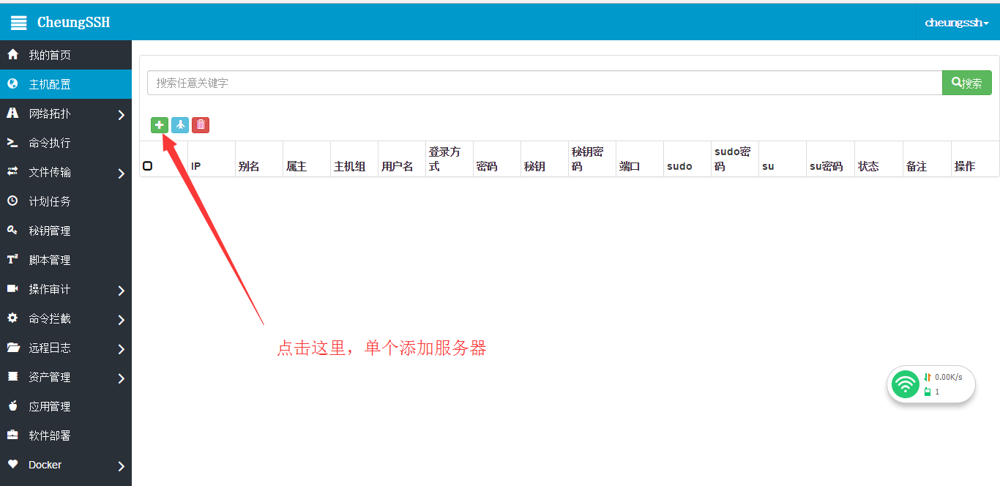 CheungSSH
cheungssh
我的首页
主机配置
网络拓扑
命令执行
文件传输
计划任务
秘钥管理
脚本管理
操作审计
命令拦截
远程日志
资产管理
应用管理
软件部署
Docker
搜索任意关键字
搜索
IP
别名
属主
主机组
用户名
登录方
式
密码
秘钥
秘钥密
码
端口
sudo
sudo密
码
su
su密码
状态
备注
操作
点击这里，单个添加服务器
0.00K/s
1